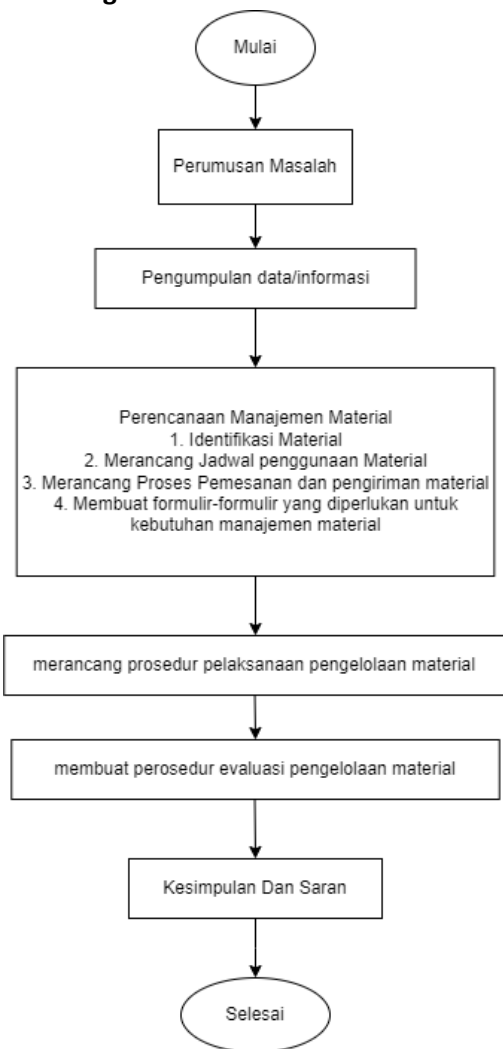 Mulai
Perumusan Masalah
Pengumpulan data/informasi
Perencanaan Manajemen Material
1. Identifikasi Material
2. Merancang Jadwal penggunaan Material
3. Merancang Proses Pemesanan dan pengiriman material
4. Membuat formulir-formulir yang diperlukan untuk
kebutuhan manajemen material
merancang prosedur pelaksanaan pengelolaan material
membuat perosedur evaluasi pengelolaan material
Kesimpulan Dan Saran
Selesai